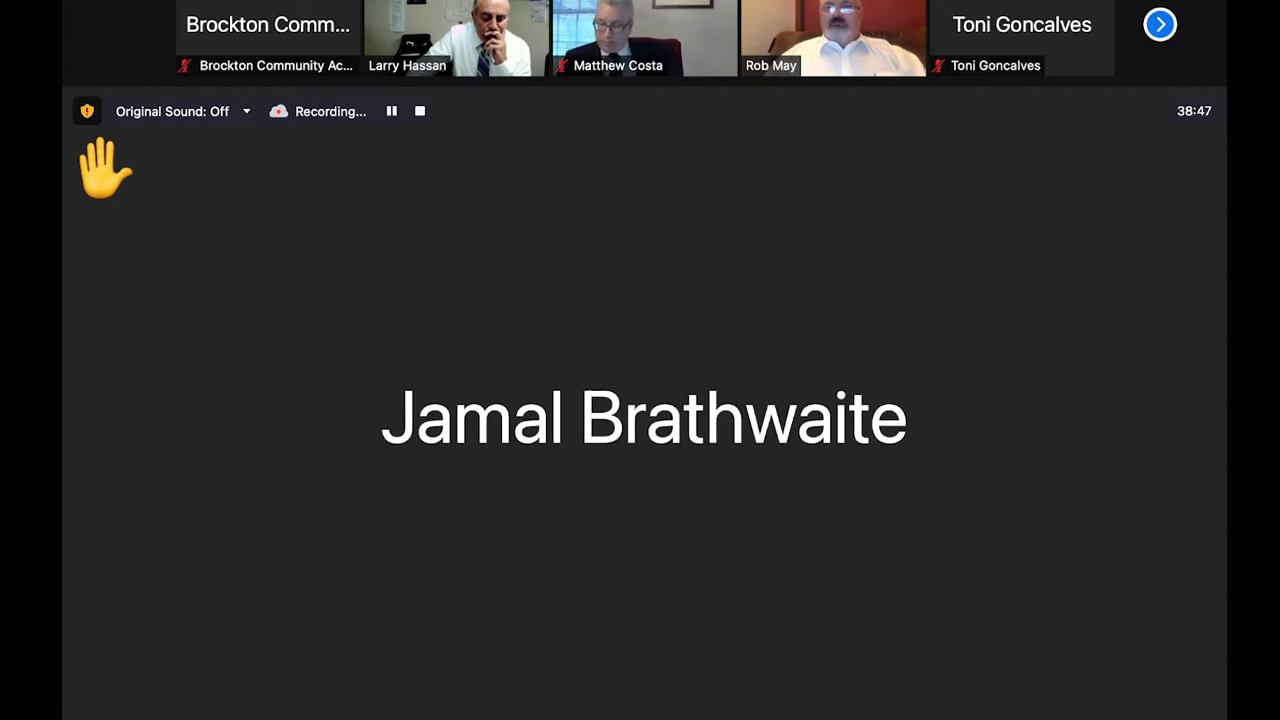 Brockton Comm...
Toni Goncalves
Brockton Community Ac...
Larry Hassan
Matthew Costa
Rob May
Toni Goncalves
Original Sound: Off
Recording...
38:47
Jamal Brathwaite